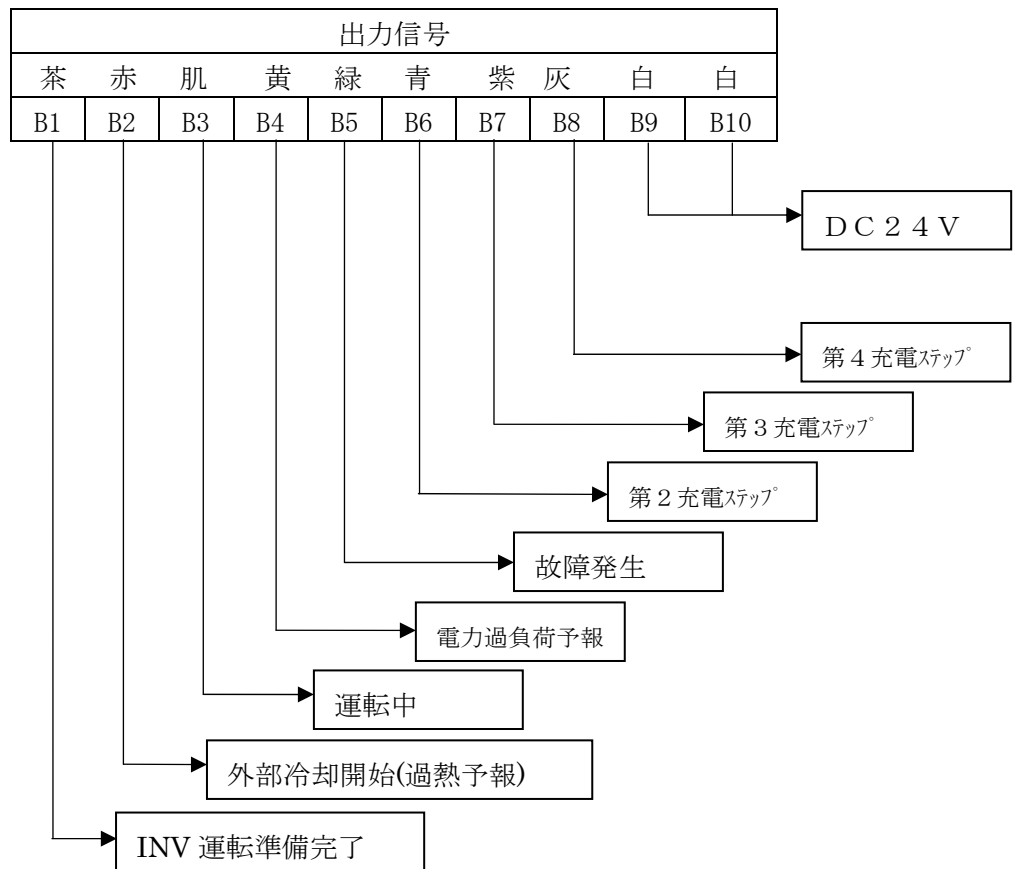 出力信号
茶 赤 肌 黄 緑 青 紫 灰 白 白
B1 B2 B3 B4 B5 B6 B7 B8 B9 B10
ＤＣ２４Ｖ
第４充電ｽﾃｯﾌﾟ
第３充電ｽﾃｯﾌﾟ
第２充電ｽﾃｯﾌﾟ
故障発生
電力過負荷予報
運転中
外部冷却開始(過熱予報)
INV 運転準備完了